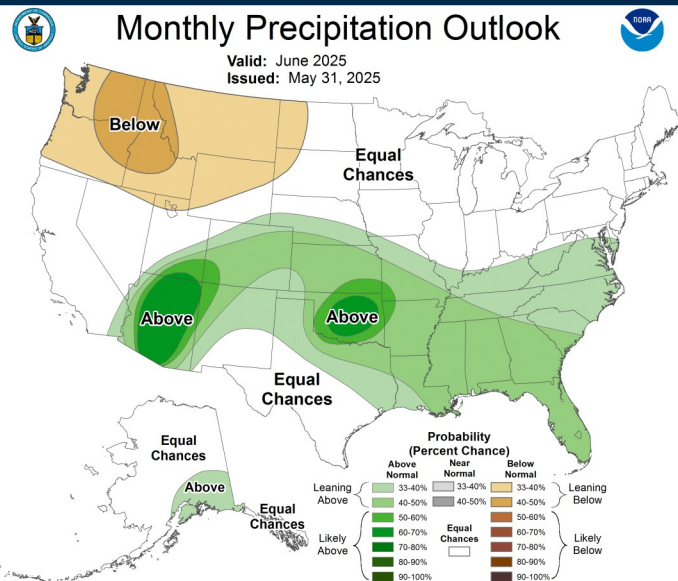 Monthly Precipitation Outlook
NOAA
Valid: June 2025
Issued: May 31, 2025
Below
Equal
Chances
Above
Above
Equal
Chances
Equal
Chances
Above
Equal
Chances
Probability
(Percent Chance)
Above
Normal
Near
Normal
Below
Normal
Leaning
Above
33-40%
33-40%
33-40%
Leaning
Below
40-50%
40-50%
40-50%
Likely
Above
50-60%
Equal
Chances
50-60%
Likely
Below
60-70%
60-70%
70-80%
70-80%
80-90%
80-90%
90-100%
90-100%